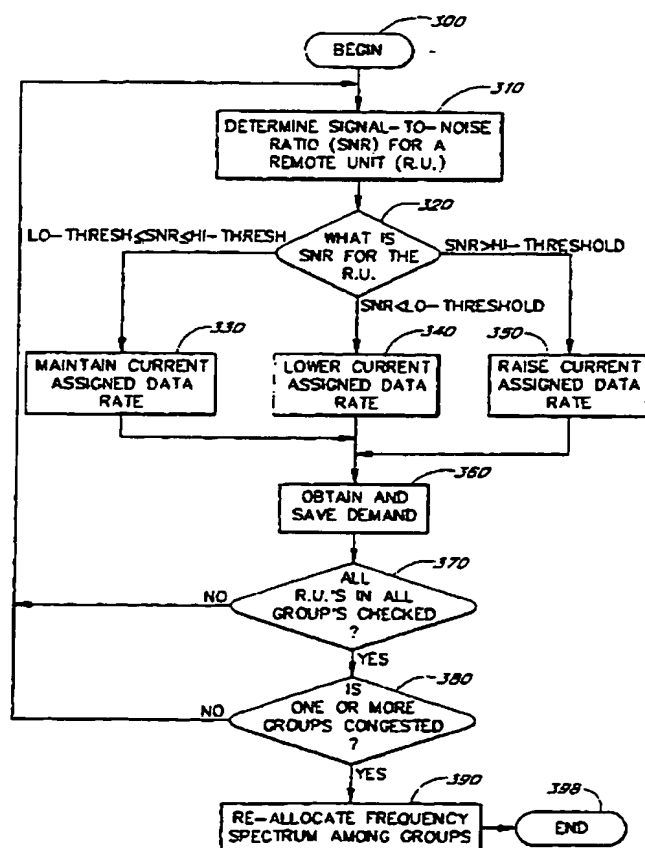 300
BEGIN
310
DETERMINE SIGNAL-TO-NOISE
RATIO (SNR) FOR A
REMOTE UNIT (R.U.)
320
LO-THRESH≤SNR≤HI-THRESH
WHAT IS
SNR FOR THE
R.U.
SNR>HI-THRESHOLD
SNR<LO-THRESHOLD
330
MAINTAIN CURRENT
ASSIGNED DATA
RATE
340
LOWER CURRENT
ASSIGNED DATA
RATE
350
RAISE CURRENT
ASSIGNED DATA
RATE
360
OBTAIN AND
SAVE DEMAND
370
ALL
R.U.'S IN ALL
GROUP'S CHECKED
?
NO
YES
380
IS
ONE OR MORE
GROUPS CONGESTED
?
NO
YES
390
RE-ALLOCATE FREQUENCY
SPECTRUM AMONG GROUPS
398
END